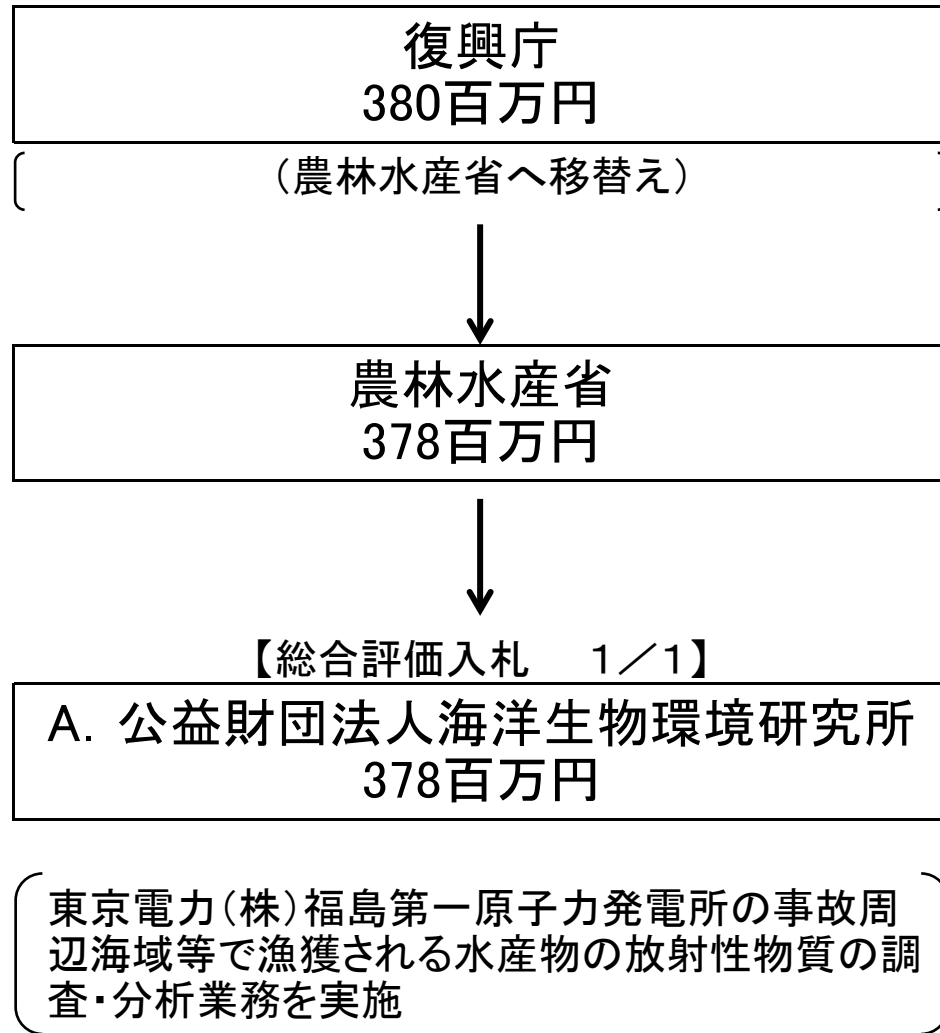 復興庁
380百万円
（農林水産省へ移替え）
農林水産省
378百万円
【総合評価入札　１／１】
A. 公益財団法人海洋生物環境研究所
378百万円
東京電力（株）福島第一原子力発電所の事故周
辺海域等で漁獲される水産物の放射性物質の調
査・分析業務を実施